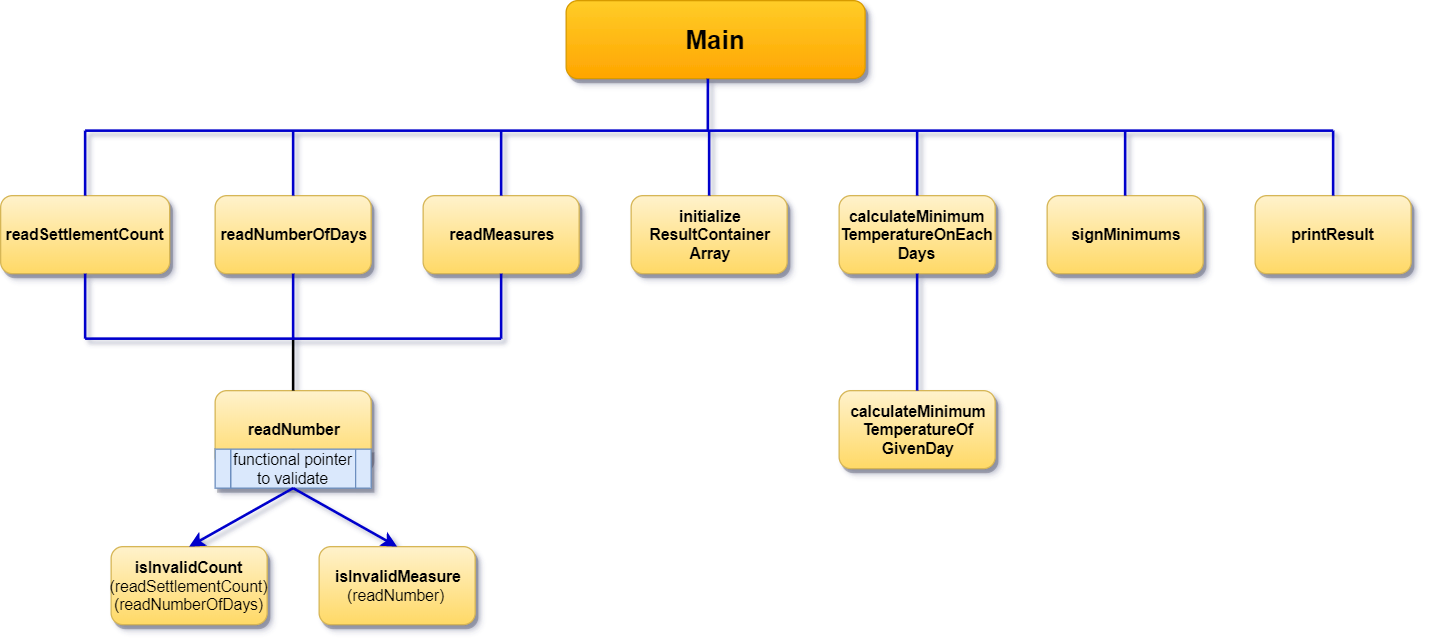 Main
readSettlementCount
readNumberOfDays
readMeasures
initialize
ResultContainer
Array
calculateMinimum
TemperatureOnEach
Days
signMinimums
printResult
readNumber
functional pointer
to validate
calculateMinimum
TemperatureOf
GivenDay
isInvalidCount
(readSettlementCount)
(readNumberOfDays)
isInvalidMeasure
(readNumber)